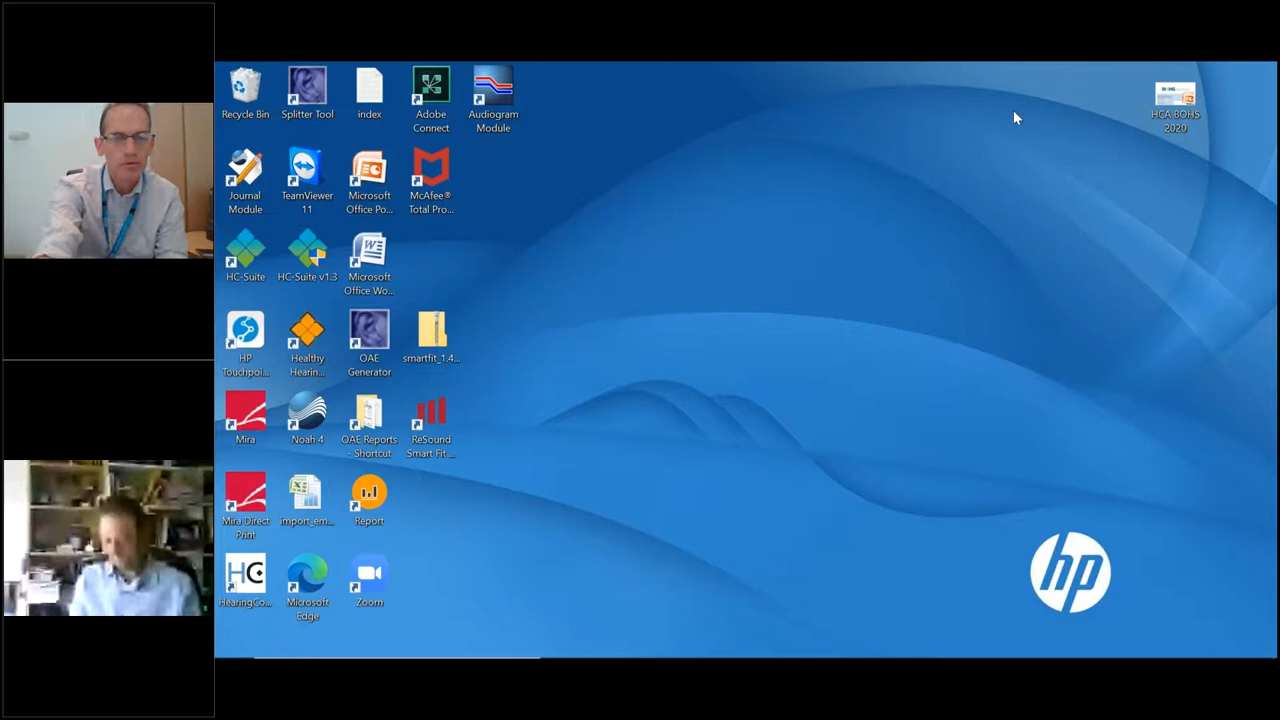 Recycle Bin
Splitter Tool
index
Adobe
Connect
Audiogram
Module
HCA BOHS
2020
Journal
Module
TeamViewer
11
Microsoft
Office Po...
McAfee®
Total Pro...
HC-Suite
HC-Suite v1.3
Microsoft
Office Wo...
HP
Touchpoi...
Healthy
Hearin...
OAE
Generator
smartfit_1.4...
Mira
Noah 4
OAE Reports
- Shortcut
ReSound
Smart Fit ...
Mira Direct
Print
import_em...
Report
HC
HearingCo...
Microsoft
Edge
Zoom
hp